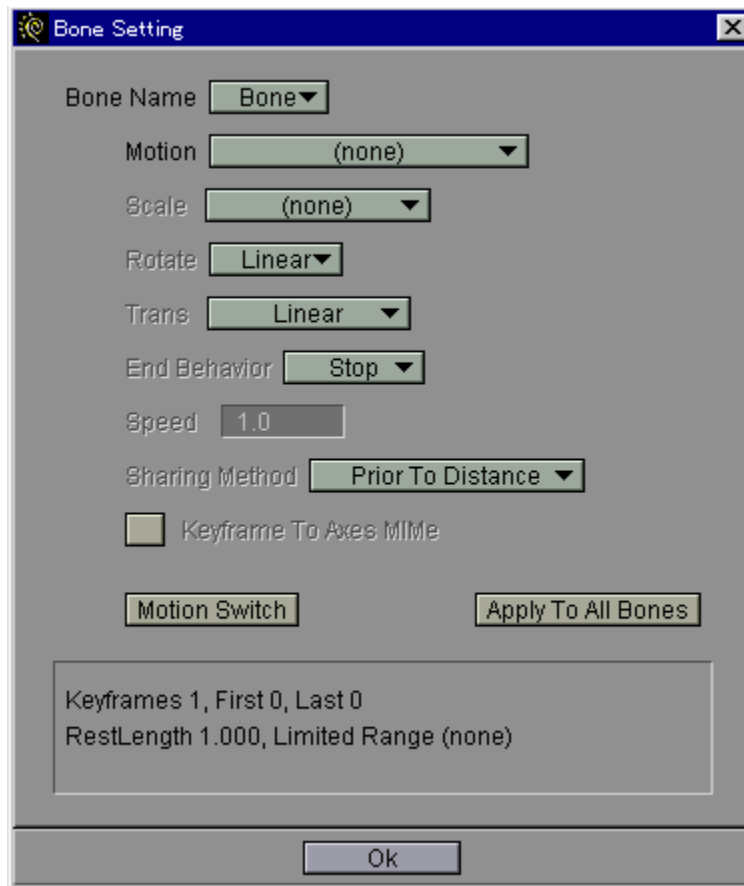 Bone Setting
Bone Name Bone
Motion (none)
Scale (none)
Rotate Linear
Trans Linear
End Behavior Stop
Speed 1.0
Sharing Method Prior To Distance
Keyframe To Axes MIMe
Motion Switch Apply To All Bones
Keyframes 1, First 0, Last 0
RestLength 1.000, Limited Range (none)
Ok